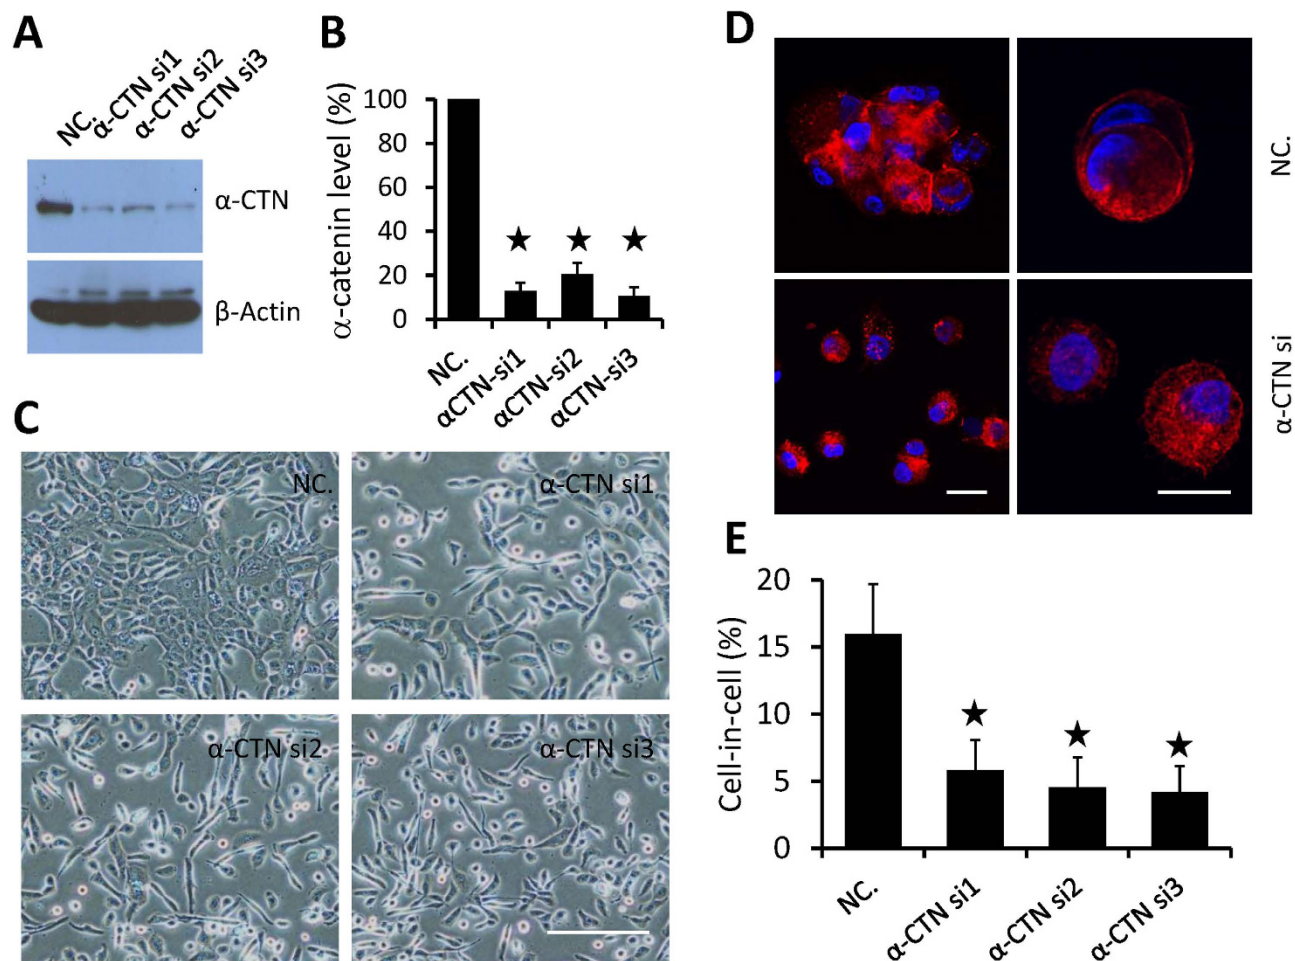 A
NC.
α-CTN si1
α-CTN si2
α-CTN si3
α-CTN
β-Actin
B
α-catenin level (%)
100
80
60
40
20
0
NC.
αCTN-si1
αCTN-si2
αCTN-si3
C
NC.
α-CTN si1
α-CTN si2
α-CTN si3
D
NC.
α-CTN si
E
Cell-in-cell (%)
20
15
10
5
0
NC.
α-CTN si1
α-CTN si2
α-CTN si3